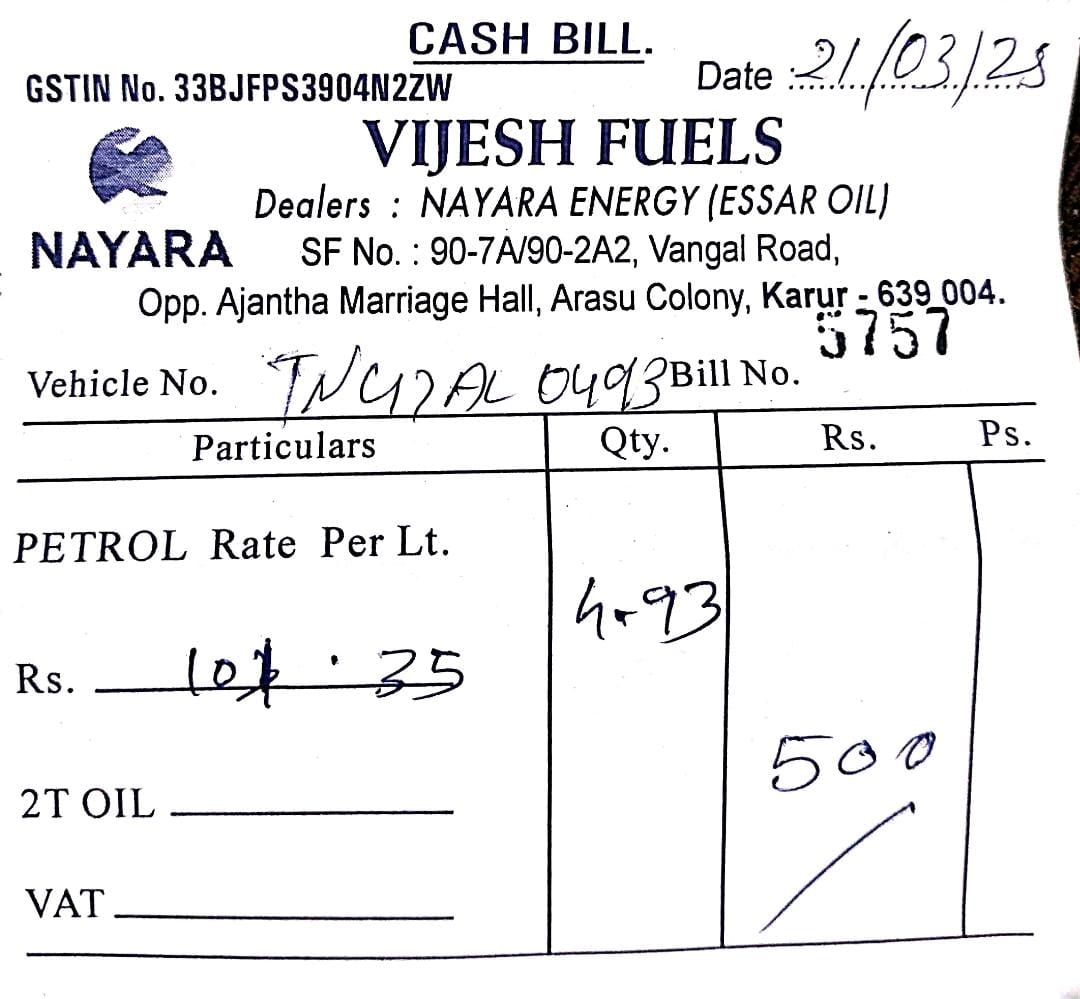 CASH BILL.
GSTIN No. 33BJFPS3904N2ZW
Date : 21/03/25
VIJESH FUELS
Dealers : NAYARA ENERGY (ESSAR OIL)
NAYARA
SF No. : 90-7A/90-2A2, Vangal Road,
Opp. Ajantha Marriage Hall, Arasu Colony, Karur - 639 004.
Vehicle No. TN47AL 0493 Bill No. 5757
Particulars Qty. Rs. Ps.
PETROL Rate Per Lt.
4.93
Rs. 101.35
500
2T OIL
VAT